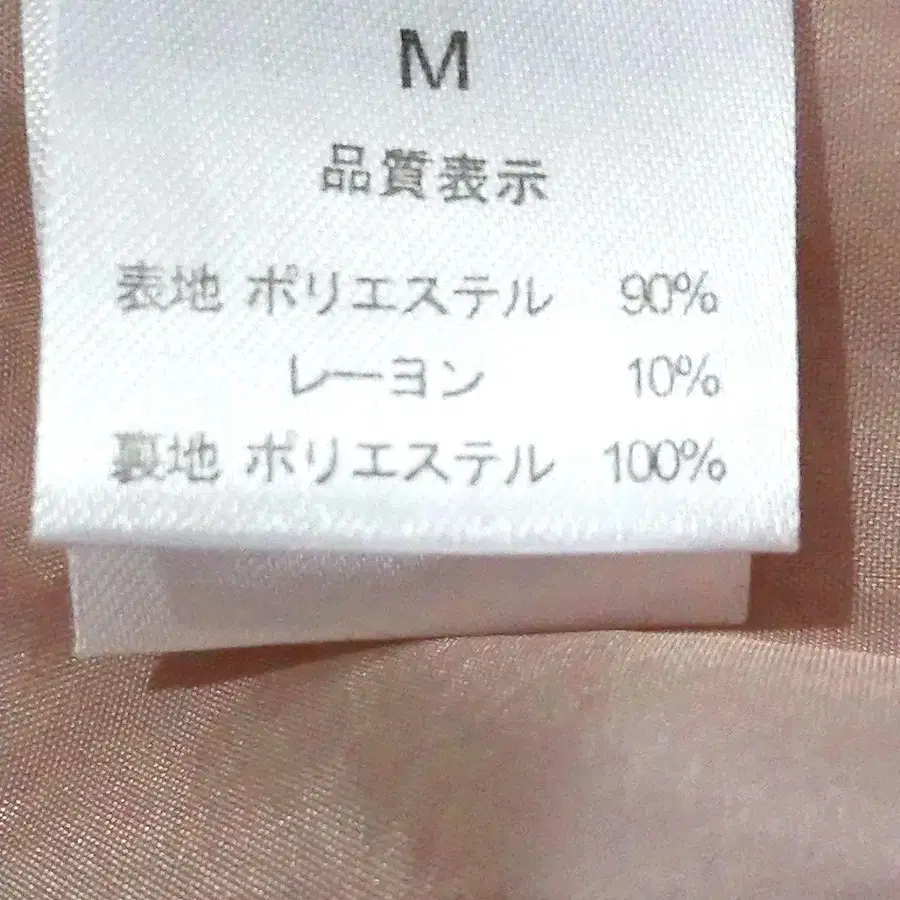 M
品質表示
表地 ポリエステル 90%
レーヨン 10%
裏地 ポリエステル 100%